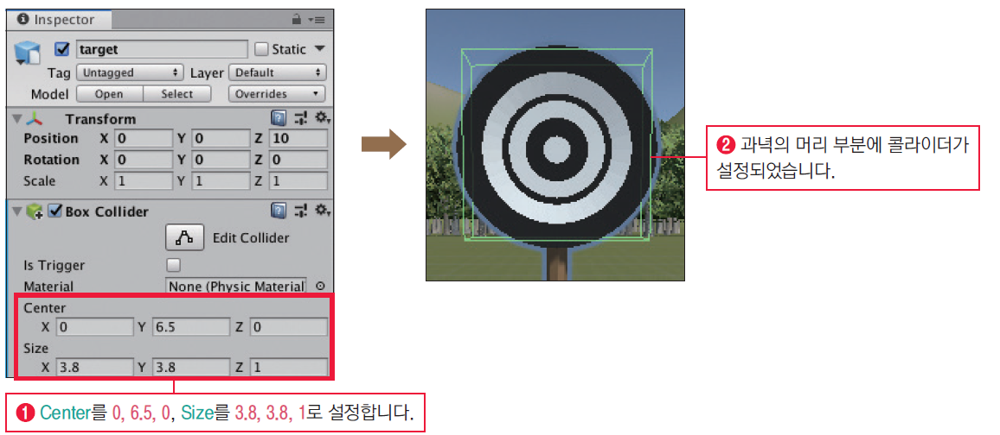 Inspector
target
Static
Tag Untagged Layer Default
Model Open Select Overrides
Transform
Position X 0 Y 0 Z 10
Rotation X 0 Y 0 Z 0
Scale X 1 Y 1 Z 1
Box Collider
Edit Collider
Is Trigger
Material None (Physic Material)
Center
X 0 Y 6.5 Z 0
Size
X 3.8 Y 3.8 Z 1
❶ Center를 0, 6.5, 0, Size를 3.8, 3.8, 1로 설정합니다.
❷ 과녁의 머리 부분에 콜라이더가
설정되었습니다.